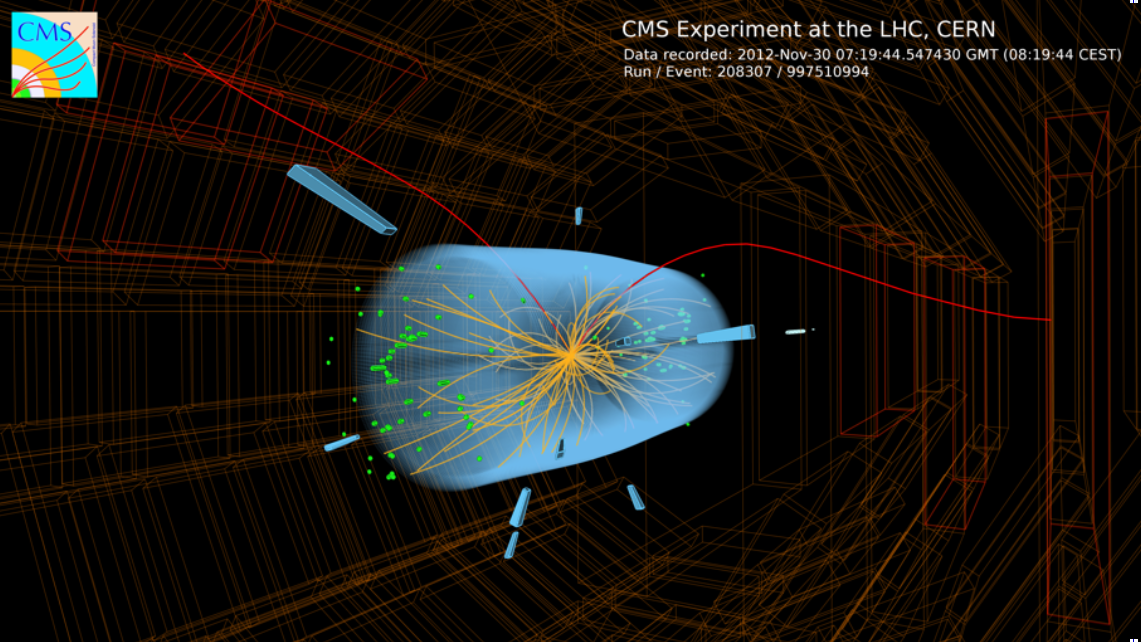 CMS
CMS Experiment at the LHC, CERN
Data recorded: 2012-Nov-30 07:19:44.547430 GMT (08:19:44 CEST)
Run / Event: 208307 / 997510994